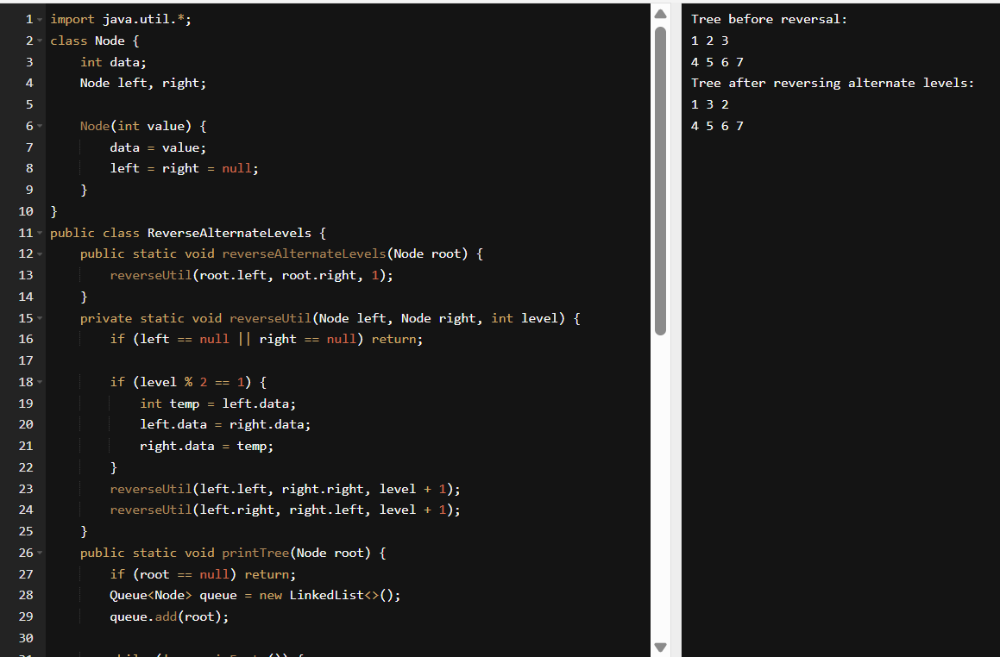 1 import java.util.*;
2 class Node {
3     int data;
4     Node left, right;
5
6     Node(int value) {
7         data = value;
8         left = right = null;
9     }
10 }
11 public class ReverseAlternateLevels {
12     public static void reverseAlternateLevels(Node root) {
13         reverseUtil(root.left, root.right, 1);
14     }
15     private static void reverseUtil(Node left, Node right, int level) {
16         if (left == null || right == null) return;
17
18         if (level % 2 == 1) {
19             int temp = left.data;
20             left.data = right.data;
21             right.data = temp;
22         }
23         reverseUtil(left.left, right.right, level + 1);
24         reverseUtil(left.right, right.left, level + 1);
25     }
26     public static void printTree(Node root) {
27         if (root == null) return;
28         Queue<Node> queue = new LinkedList<>();
29         queue.add(root);
30
Tree before reversal:
1 2 3
4 5 6 7
Tree after reversing alternate levels:
1 3 2
4 5 6 7